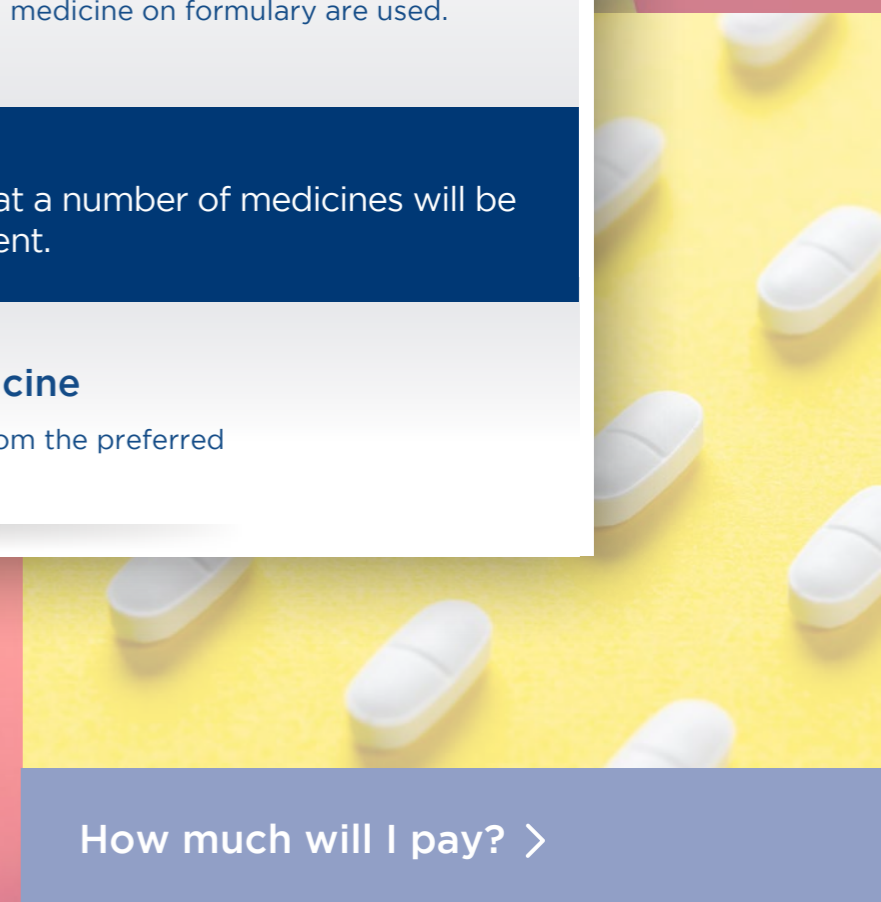 medicine on formulary are used.
at a number of medicines will be
ent.
cine
om the preferred
How much will I pay? >